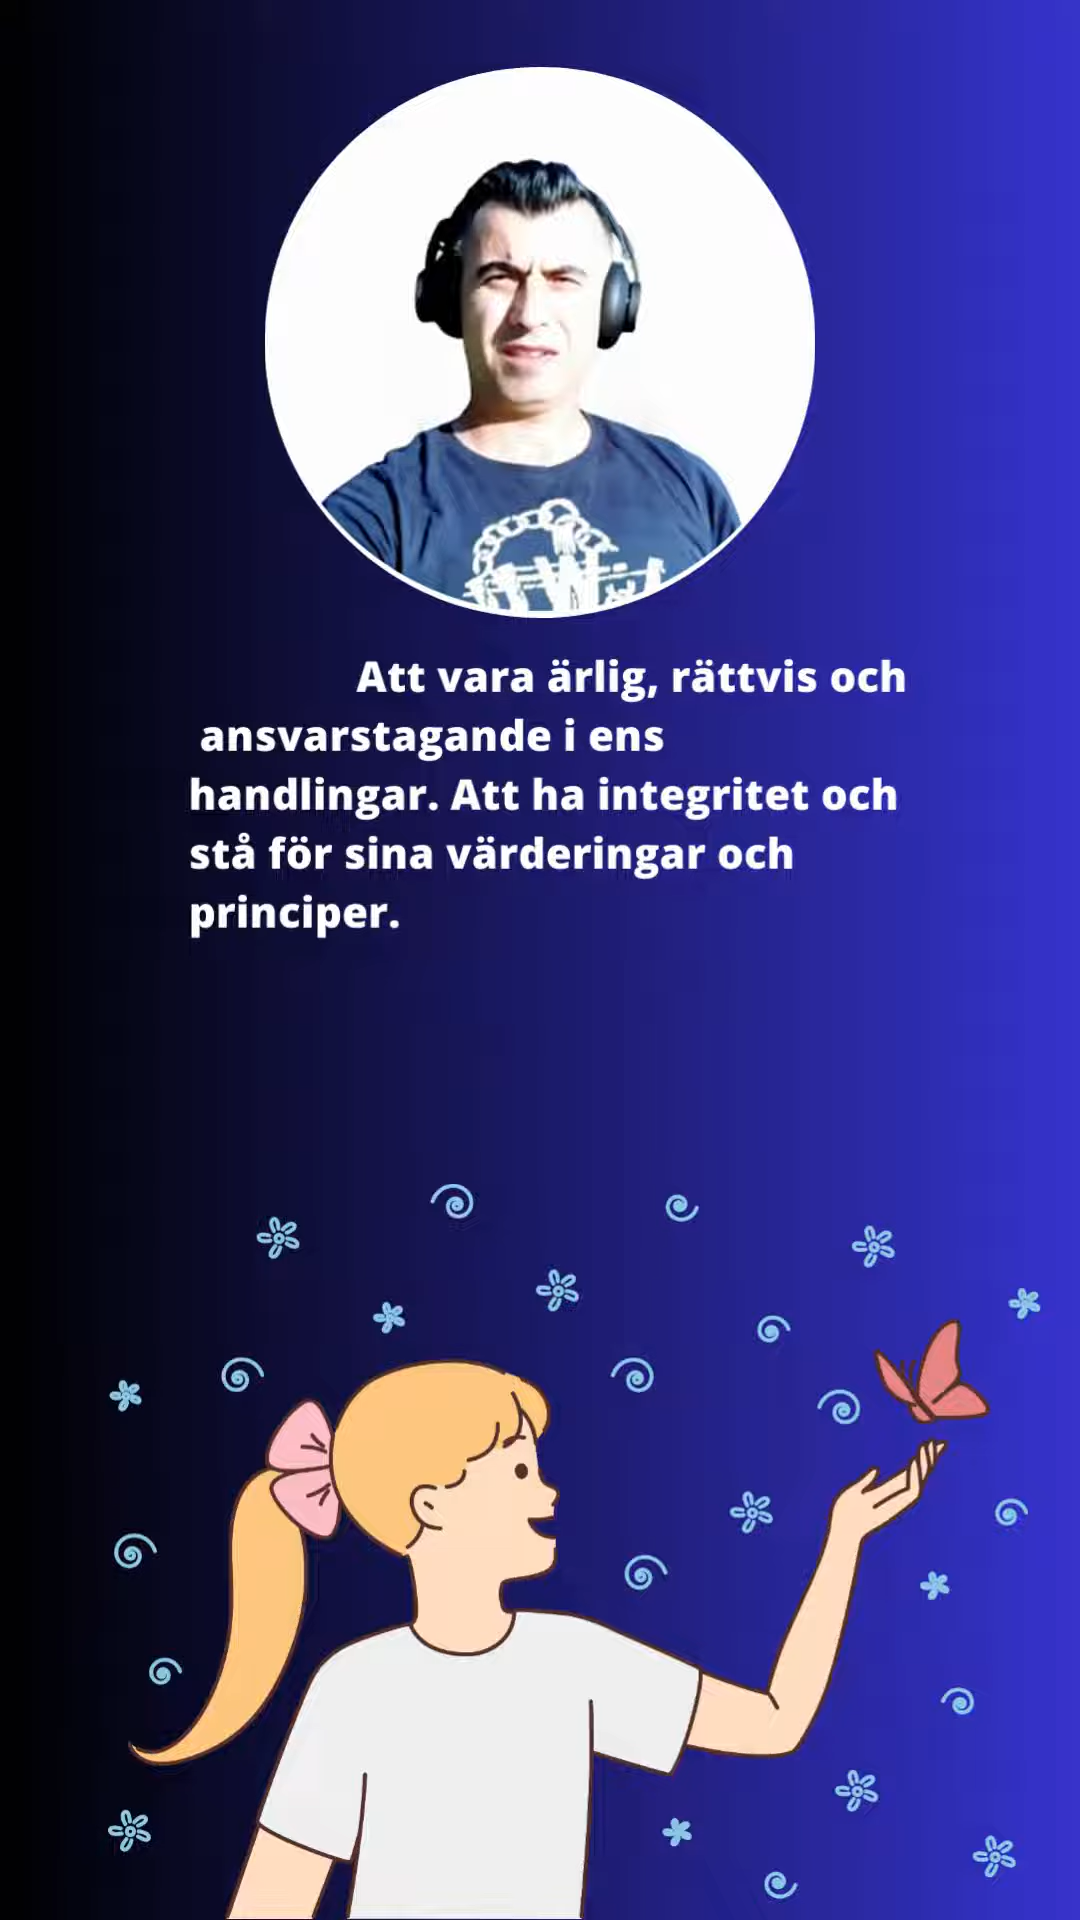 Att vara ärlig, rättvis och
ansvarstagande i ens
handlingar. Att ha integritet och
stå för sina värderingar och
principer.